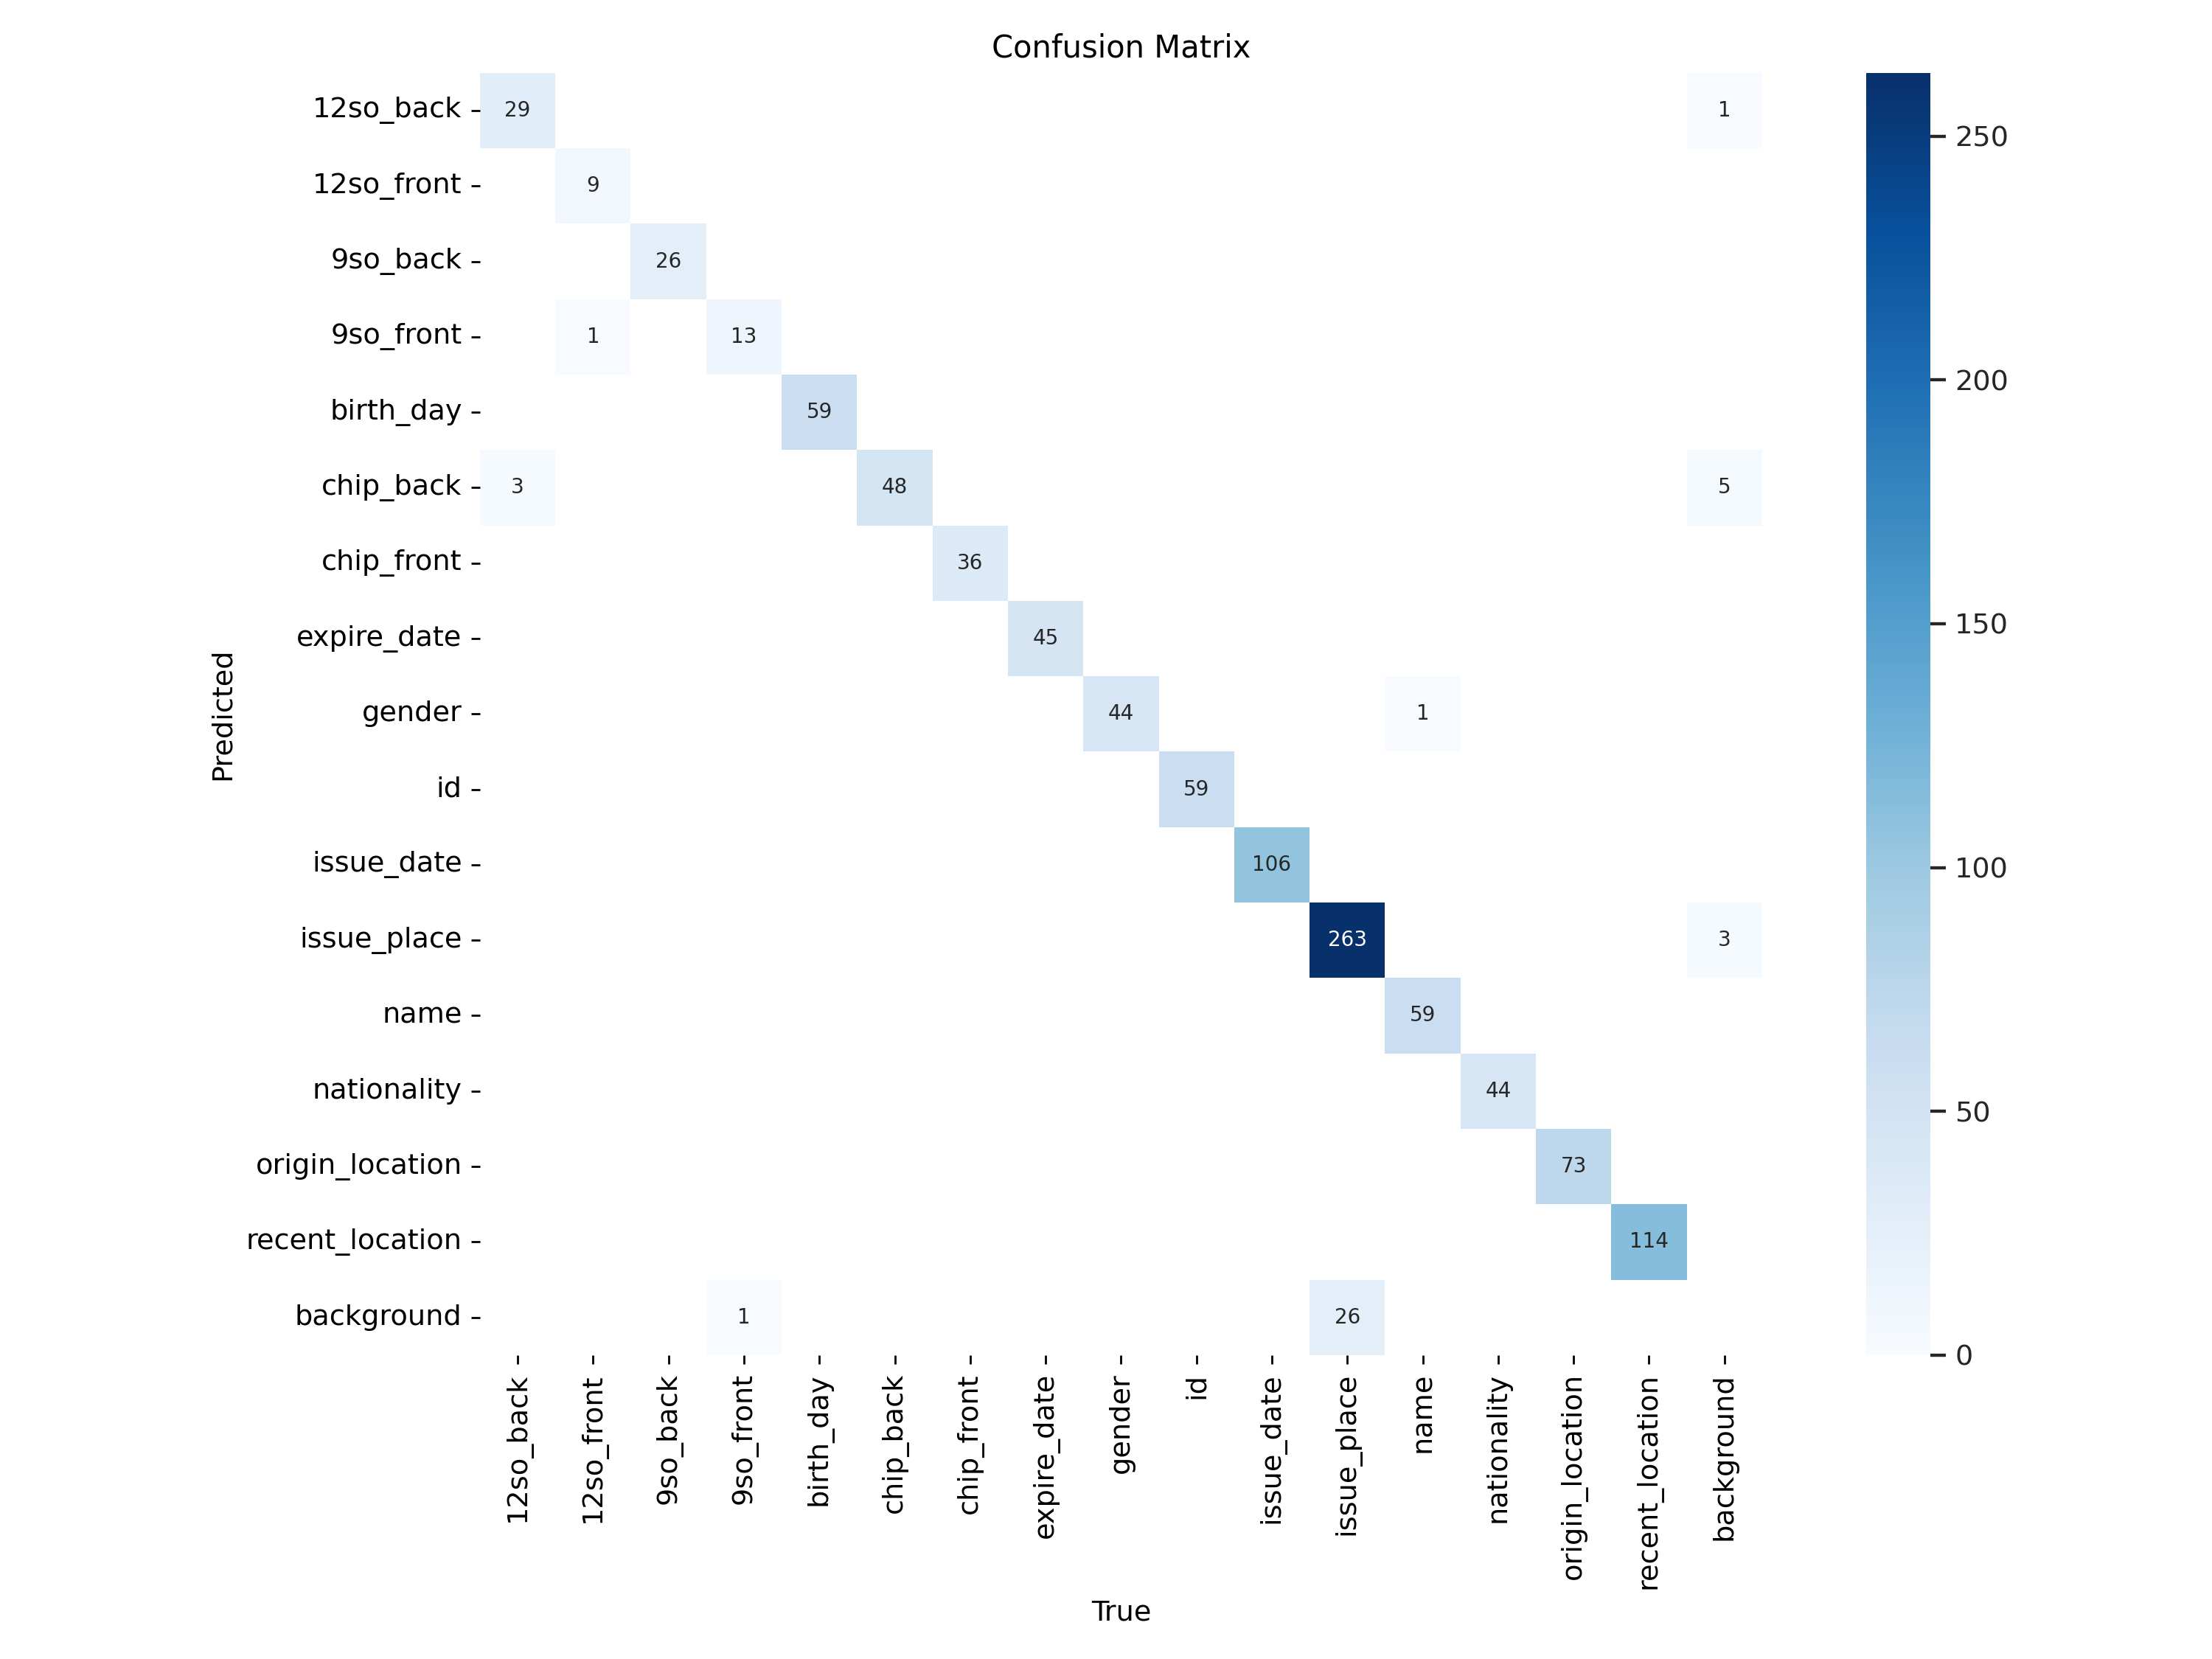 Confusion Matrix
12so_back 29 1
12so_front 9
9so_back 26
9so_front 1 13
birth_day 59
chip_back 3 48 5
chip_front 36
expire_date 45
gender 44 1
id 59
issue_date 106
issue_place 263 3
name 59
nationality 44
origin_location 73
recent_location 114
background 1 26
Predicted
12so_back
12so_front
9so_back
9so_front
birth_day
chip_back
chip_front
expire_date
gender
id
issue_date
issue_place
name
nationality
origin_location
recent_location
background
True
250
200
150
100
50
0